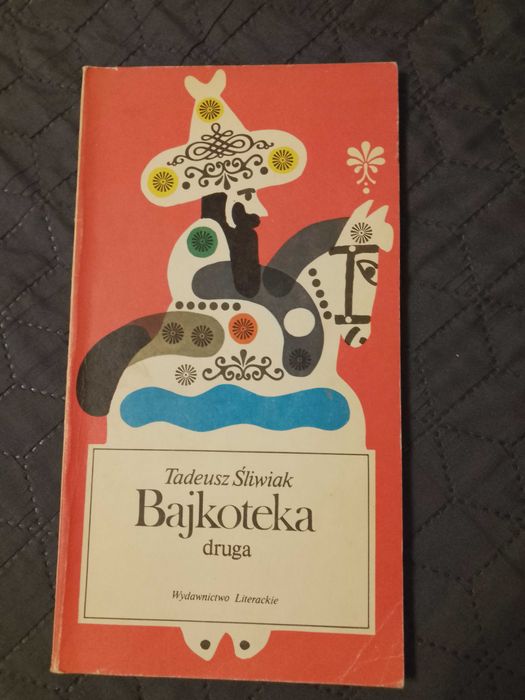 Tadeusz Śliwiak
Bajkoteka
druga
Wydawnictwo Literackie